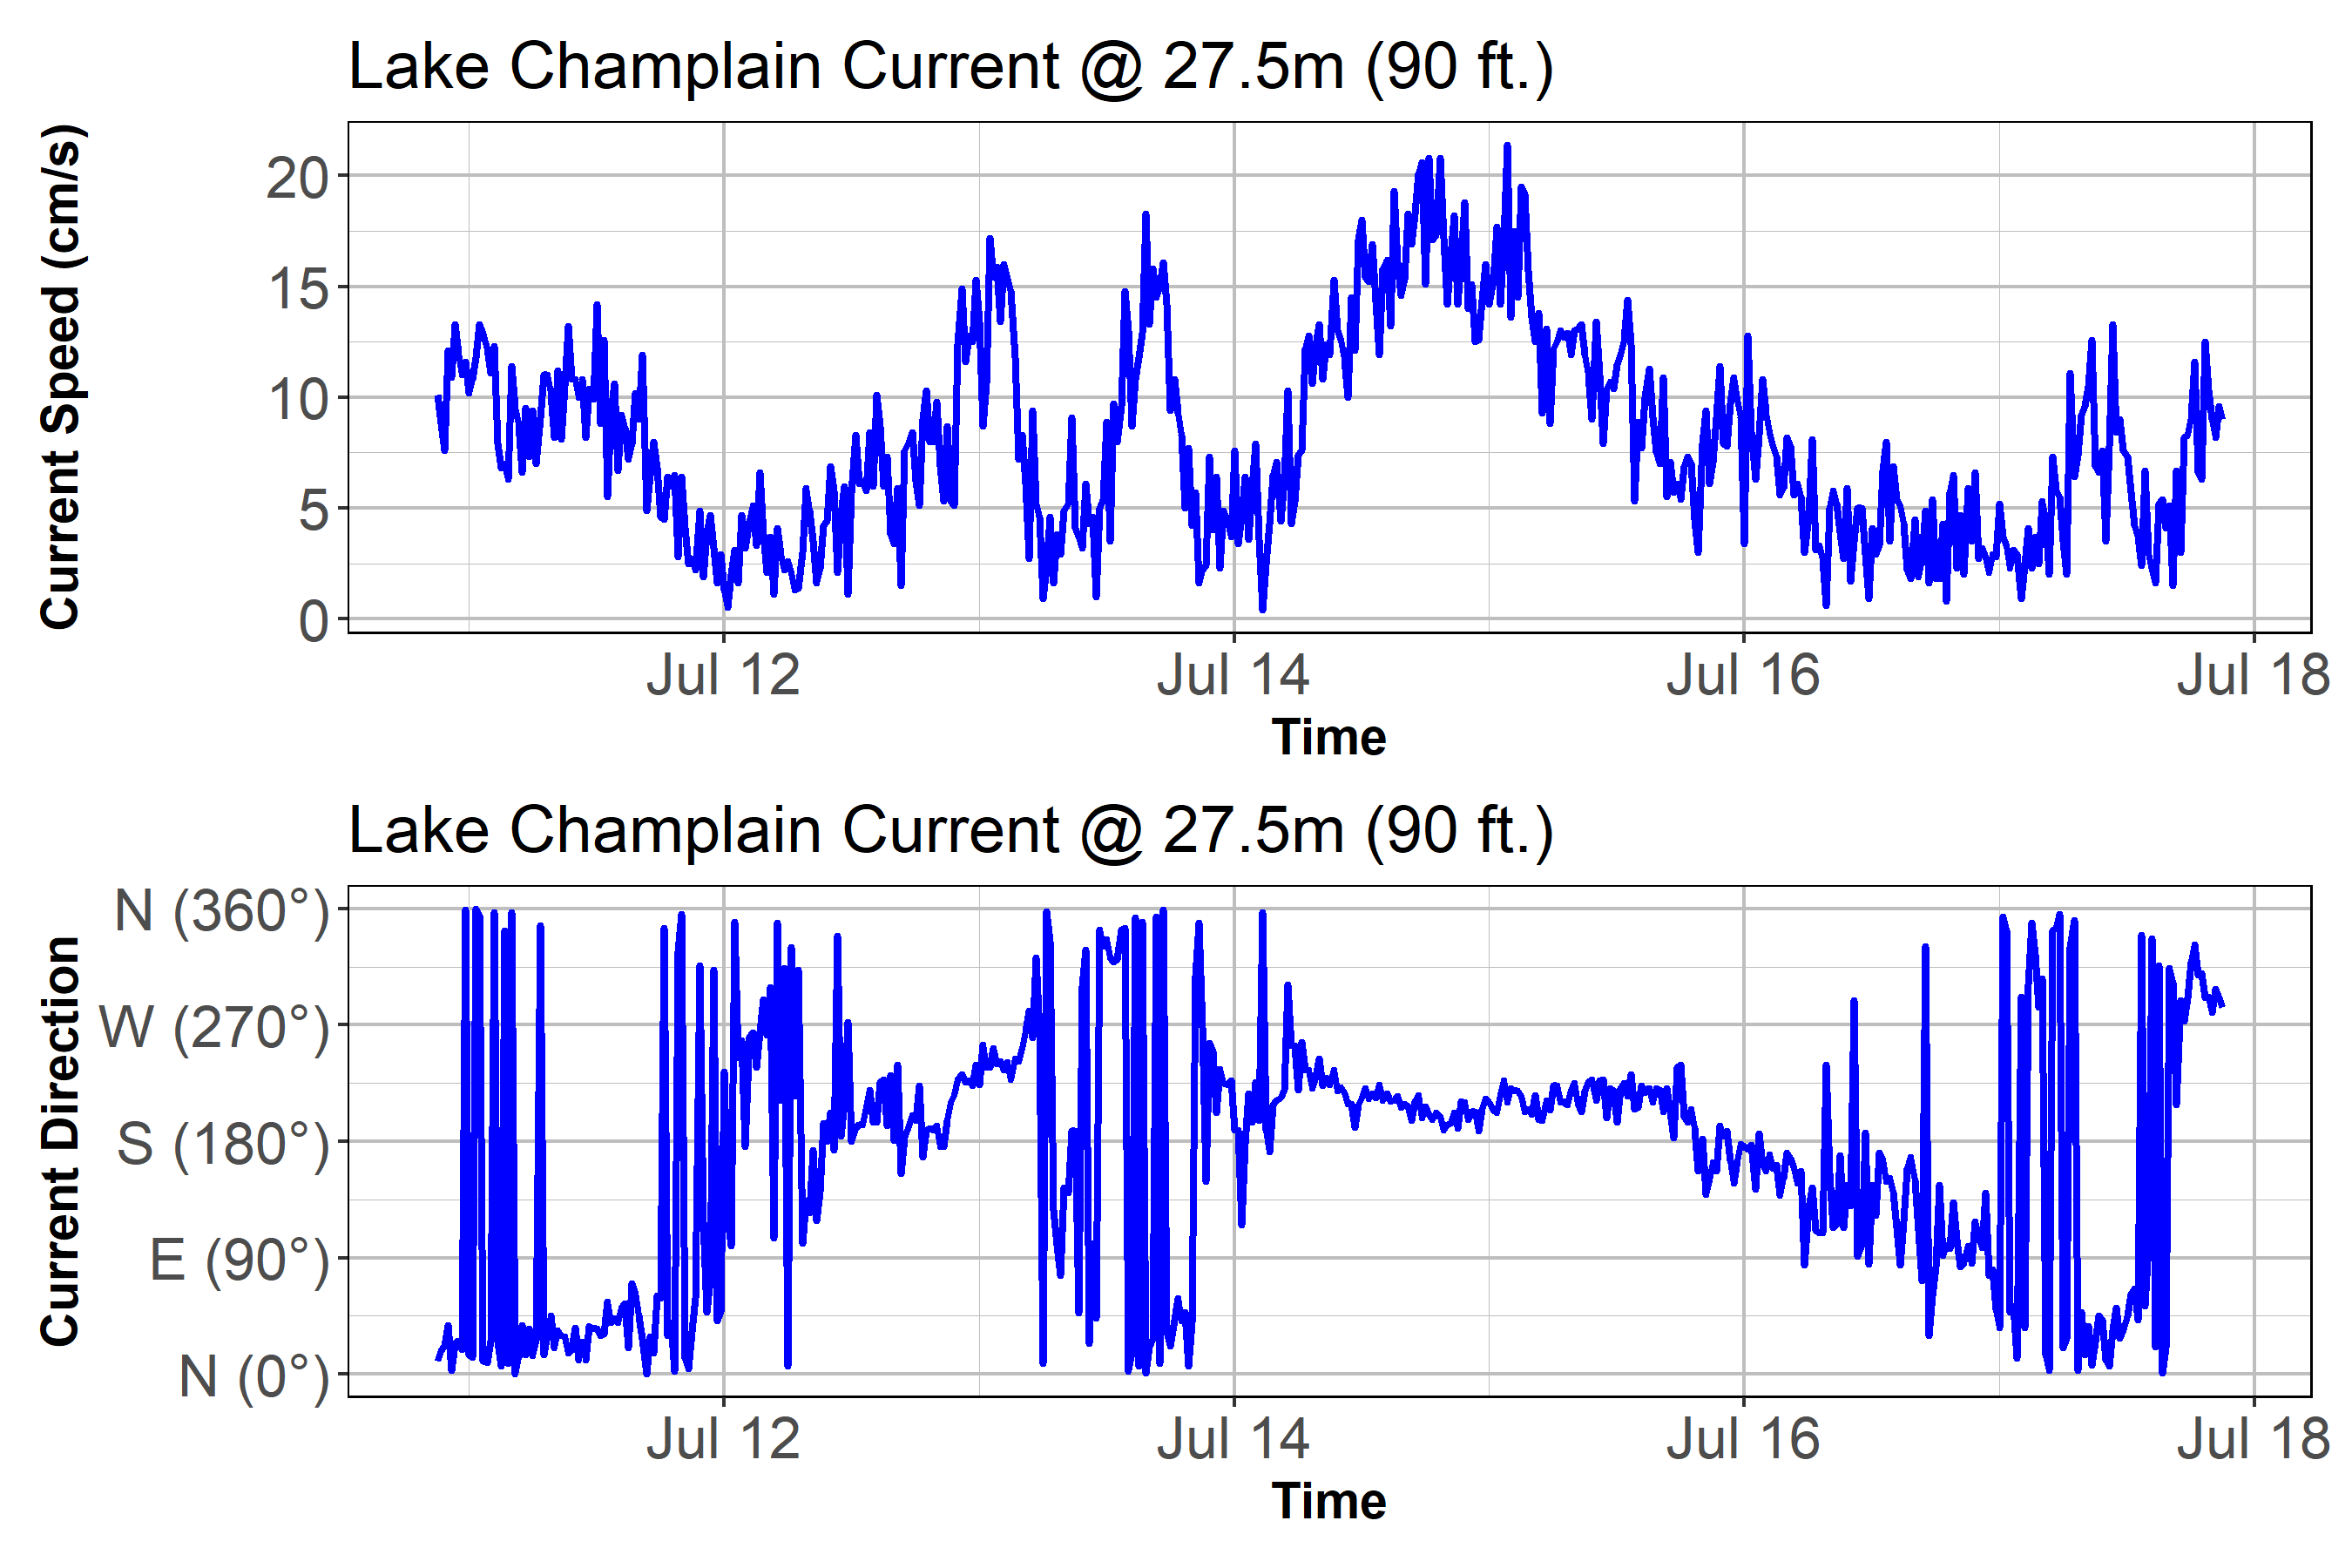 Lake Champlain Current @ 27.5m (90 ft.)
Current Speed (cm/s)
20
15
10
5
0
Jul 12 Jul 14 Jul 16 Jul 18
Time
Lake Champlain Current @ 27.5m (90 ft.)
Current Direction
N (360°)
W (270°)
S (180°)
E (90°)
N (0°)
Jul 12 Jul 14 Jul 16 Jul 18
Time